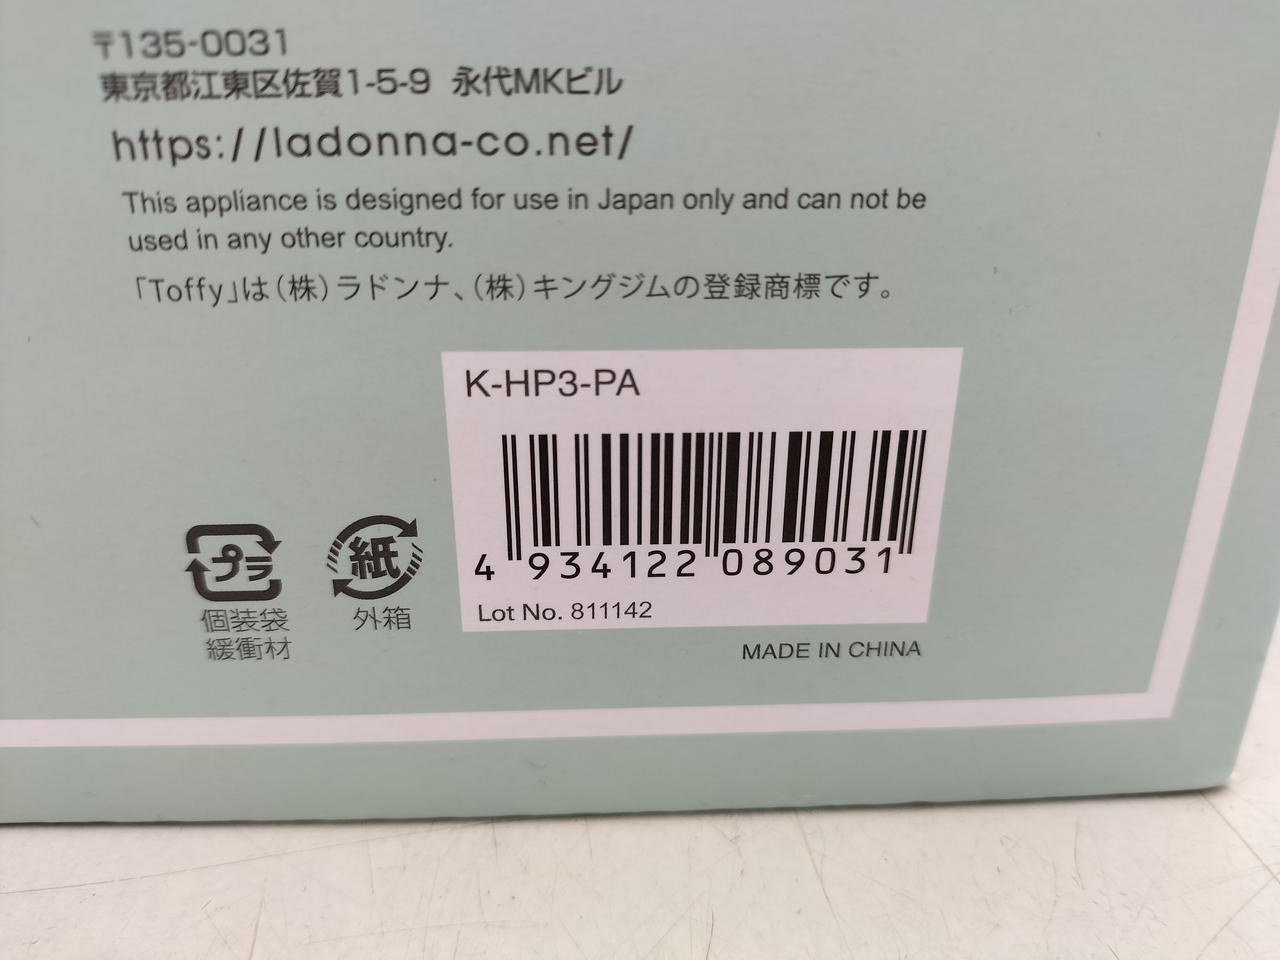 〒135-0031
東京都江東区佐賀1-5-9 永代MKビル
https://ladonna-co.net/
This appliance is designed for use in Japan only and can not be
used in any other country.
「Toffy」は（株）ラドンナ、（株）キングジムの登録商標です。
K-HP3-PA
4 934122 089031
Lot No. 811142
プラ
個装袋
緩衝材
紙
外箱
MADE IN CHINA